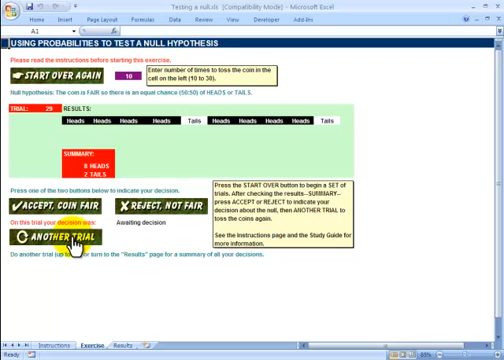 Testing a null.xls [Compatibility Mode] - Microsoft Excel
Home Insert Page Layout Formulas Data Review View Developer Add-Ins
A1
USING PROBABILITIES TO TEST A NULL HYPOTHESIS
Please read the instructions before starting this exercise.
START OVER AGAIN
10
Enter number of times to toss the coin in the
cell on the left (10 to 30).
Null hypothesis: The coin is FAIR so there is an equal chance (50:50) of HEADS or TAILS.
TRIAL: 29 RESULTS:
Heads Heads Heads Heads Tails Heads Heads Heads Heads Tails
SUMMARY:
8 HEADS
2 TAILS
Press one of the two buttons below to indicate your decision.
ACCEPT, COIN FAIR
REJECT, NOT FAIR
On this trial your decision was:
Awaiting decision
ANOTHER TRIAL
Press the START OVER button to begin a SET of
trials. After checking the results--SUMMARY--
press ACCEPT or REJECT to indicate your
decision about the null, then ANOTHER TRIAL to
toss the coins again.
See the Instructions page and the Study Guide for
more information.
Do another trial (up to or turn to the "Results" page for a summary of all your decisions.
Instructions Exercise Results
Ready